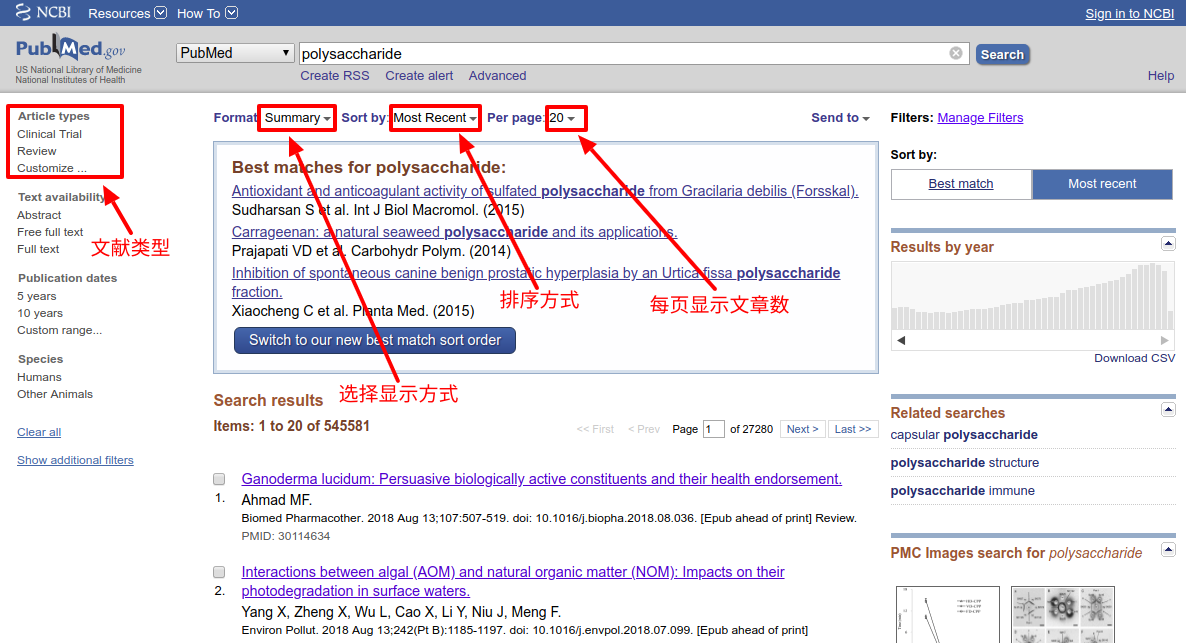 NCBI Resources How To Sign in to NCBI
PubMed.gov
US National Library of Medicine
National Institutes of Health
PubMed polysaccharide Search
Create RSS Create alert Advanced Help
Article types
Clinical Trial
Review
Customize ...
文献类型
Text availability
Abstract
Free full text
Full text
Publication dates
5 years
10 years
Custom range...
Species
Humans
Other Animals
Clear all
Show additional filters
Format: Summary Sort by: Most Recent Per page: 20 Send to
Best matches for polysaccharide:
Antioxidant and anticoagulant activity of sulfated polysaccharide from Gracilaria debilis (Forsskal).
Sudharsan S et al. Int J Biol Macromol. (2015)
Carrageenan: a natural seaweed polysaccharide and its applications.
Prajapati VD et al. Carbohydr Polym. (2014)
Inhibition of spontaneous canine benign prostatic hyperplasia by an Urtica fissa polysaccharide
fraction.
Xiaocheng C et al. Planta Med. (2015)
Switch to our new best match sort order
选择显示方式
排序方式
每页显示文章数
Search results
Items: 1 to 20 of 545581
<< First < Prev Page 1 of 27280 Next > Last >>
Ganoderma lucidum: Persuasive biologically active constituents and their health endorsement.
1. Ahmad MF.
Biomed Pharmacother. 2018 Aug 13;107:507-519. doi: 10.1016/j.biopha.2018.08.036. [Epub ahead of print] Review.
PMID: 30114634
Interactions between algal (AOM) and natural organic matter (NOM): Impacts on their
2. photodegradation in surface waters.
Yang X, Zheng X, Wu L, Cao X, Li Y, Niu J, Meng F.
Environ Pollut. 2018 Aug 13;242(Pt B):1185-1197. doi: 10.1016/j.envpol.2018.07.099. [Epub ahead of print]
Filters: Manage Filters
Sort by:
Best match Most recent
Results by year
Download CSV
Related searches
capsular polysaccharide
polysaccharide structure
polysaccharide immune
PMC Images search for polysaccharide